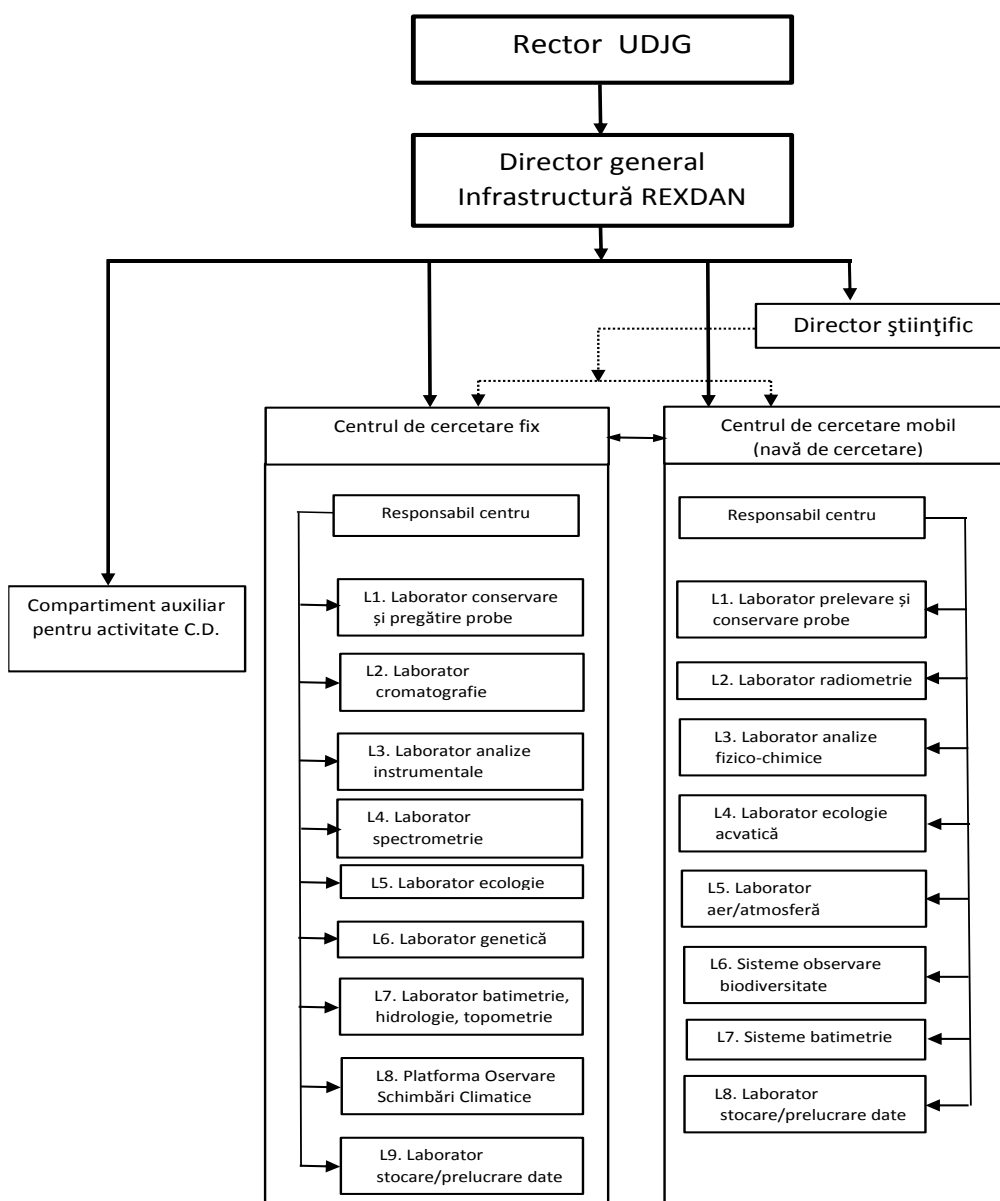 Rector UDJG
Director general
Infrastructură REXDAN
Director ştiinţific
Centrul de cercetare fix
Centrul de cercetare mobil
(navă de cercetare)
Compartiment auxiliar
pentru activitate C.D.
Responsabil centru
L1. Laborator conservare
și pregătire probe
L2. Laborator
cromatografie
L3. Laborator analize
instrumentale
L4. Laborator
spectrometrie
L5. Laborator ecologie
L6. Laborator genetică
L7. Laborator batimetrie,
hidrologie, topometrie
L8. Platforma Oservare
Schimbări Climatice
L9. Laborator
stocare/prelucrare date
Responsabil centru
L1. Laborator prelevare și
conservare probe
L2. Laborator radiometrie
L3. Laborator analize
fizico-chimice
L4. Laborator ecologie
acvatică
L5. Laborator
aer/atmosferă
L6. Sisteme observare
biodiversitate
L7. Sisteme batimetrie
L8. Laborator
stocare/prelucrare date